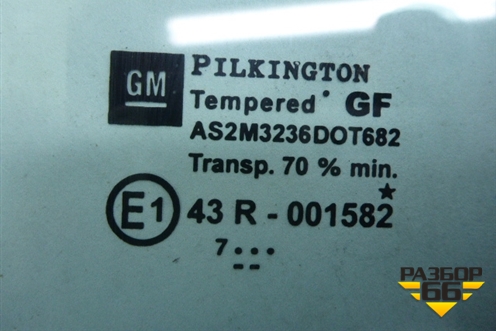 GM
PILKINGTON
Tempered • GF
AS2M3236DOT682
Transp. 70 % min.
E1 43 R - 001582 ★
7...
--
РАЗБОР
66